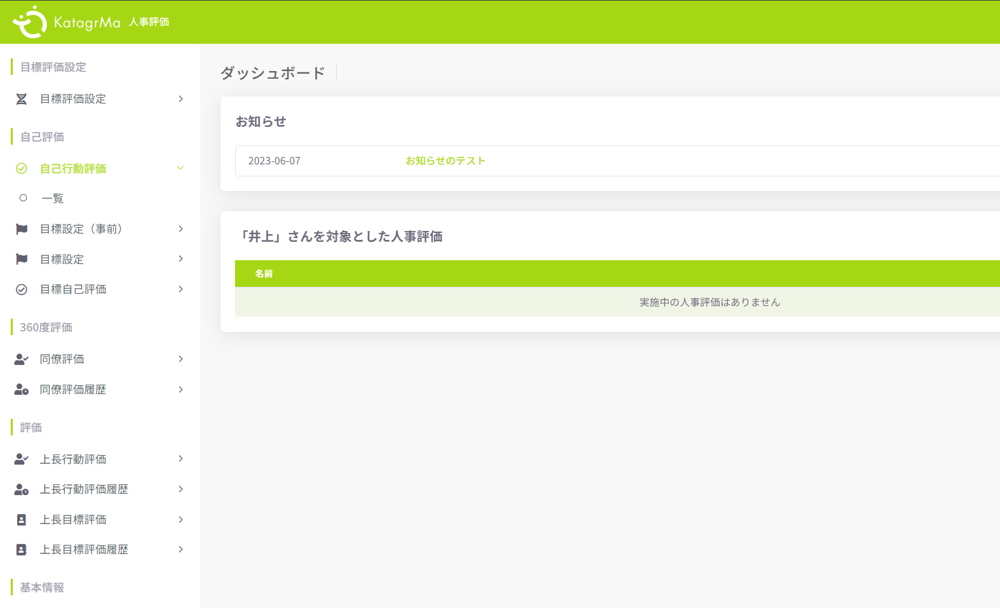 KatagrMa 人事評価
目標評価設定
目標評価設定
自己評価
自己行動評価
一覧
目標設定（事前）
目標設定
目標自己評価
360度評価
同僚評価
同僚評価履歴
評価
上長行動評価
上長行動評価履歴
上長目標評価
上長目標評価履歴
基本情報
ダッシュボード
お知らせ
2023-06-07 お知らせのテスト
「井上」さんを対象とした人事評価
名前
実施中の人事評価はありません